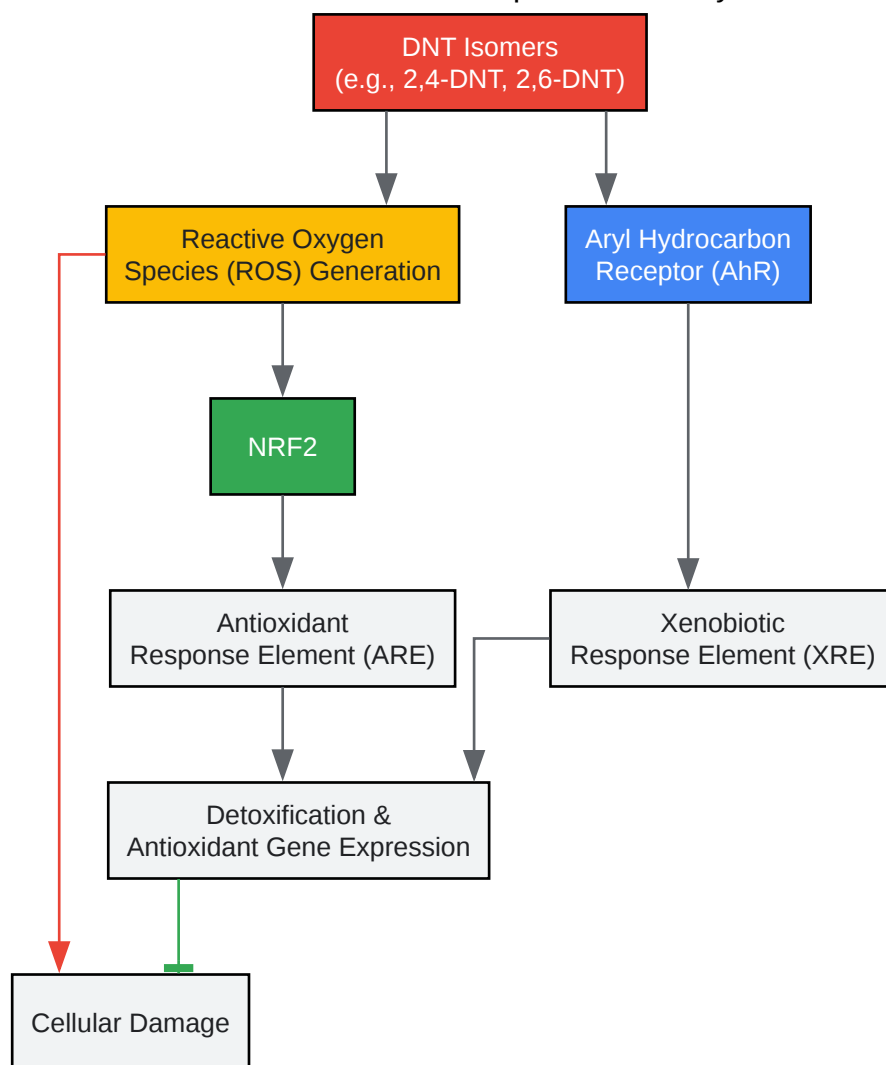 DNT Isomers
(e.g., 2,4-DNT, 2,6-DNT)
Reactive Oxygen
Species (ROS) Generation
Aryl Hydrocarbon
Receptor (AhR)
NRF2
Antioxidant
Response Element (ARE)
Xenobiotic
Response Element (XRE)
Detoxification &
Antioxidant Gene Expression
Cellular Damage